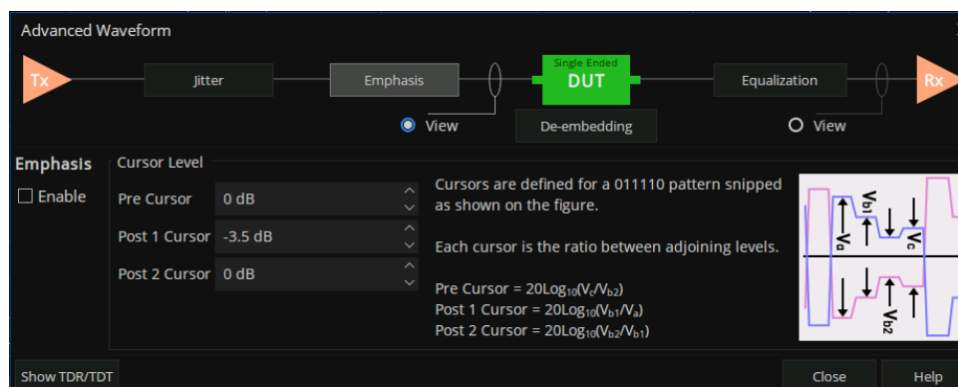 Advanced Waveform
Tx
Jitter
Emphasis
Single Ended
DUT
Equalization
Rx
View
De-embedding
View
Emphasis
Enable
Cursor Level
Pre Cursor 0 dB
Post 1 Cursor -3.5 dB
Post 2 Cursor 0 dB
Cursors are defined for a 011110 pattern snipped
as shown on the figure.
Each cursor is the ratio between adjoining levels.
Pre Cursor = 20Log₁₀(Vc/Vb2)
Post 1 Cursor = 20Log₁₀(Vb1/Va)
Post 2 Cursor = 20Log₁₀(Vb2/Vb1)
Vb1
Va
Vc
Vb2
Show TDR/TDT
Close
Help